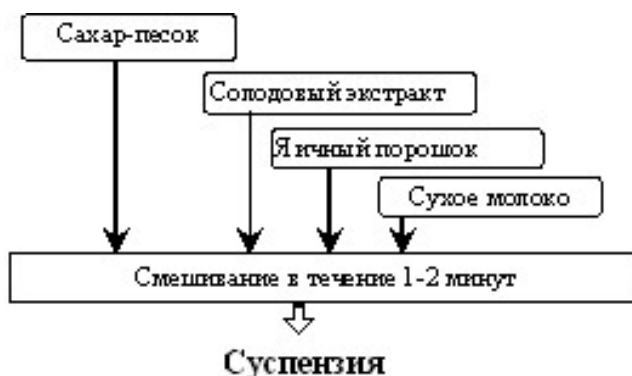 Сахар-песок
Солодовый экстракт
Яичный порошок
Сухое молоко
Смешивание в течение 1-2 минут
Суспензия